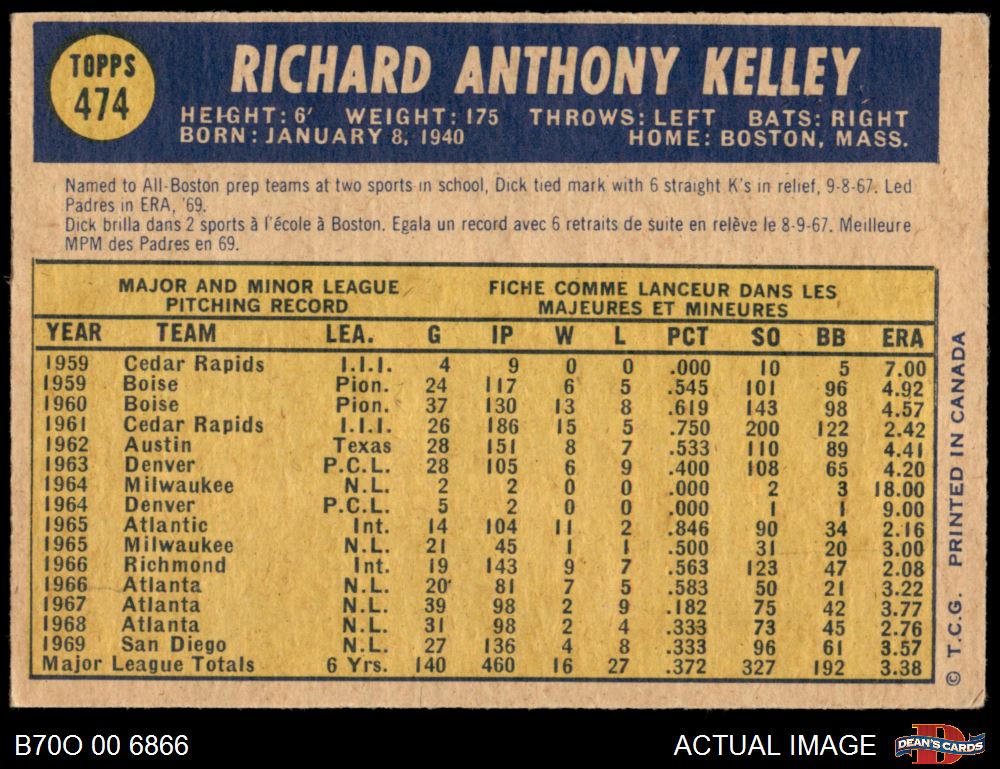 TOPPS
474
RICHARD ANTHONY KELLEY
HEIGHT: 6' WEIGHT: 175 THROWS: LEFT BATS: RIGHT
BORN: JANUARY 8, 1940 HOME: BOSTON, MASS.
Named to All-Boston prep teams at two sports in school, Dick tied mark with 6 straight K's in relief, 9-8-67. Led
Padres in ERA, '69.
Dick brilla dans 2 sports à l'école à Boston. Egala un record avec 6 retraits de suite en relève le 8-9-67. Meilleure
MPM des Padres en 69.
MAJOR AND MINOR LEAGUE FICHE COMME LANCEUR DANS LES
PITCHING RECORD MAJEURES ET MINEURES
YEAR TEAM LEA. G IP W L PCT SO BB ERA
1959 Cedar Rapids I.I.I. 4 9 0 0 .000 10 5 7.00
1959 Boise Pion. 24 117 6 5 .545 101 96 4.92
1960 Boise Pion. 37 130 13 8 .619 143 98 4.57
1961 Cedar Rapids I.I.I. 26 186 15 5 .750 200 122 2.42
1962 Austin Texas 28 151 8 7 .533 110 89 4.41
1963 Denver P.C.L. 28 105 6 9 .400 108 65 4.20
1964 Milwaukee N.L. 2 2 0 0 .000 2 3 18.00
1964 Denver P.C.L. 5 2 0 0 .000 1 1 9.00
1965 Atlantic Int. 14 104 11 2 .846 90 34 2.16
1965 Milwaukee N.L. 21 45 1 1 .500 31 20 3.00
1966 Richmond Int. 19 143 9 7 .563 123 47 2.08
1966 Atlanta N.L. 20 81 7 5 .583 50 21 3.22
1967 Atlanta N.L. 39 98 2 9 .182 75 42 3.77
1968 Atlanta N.L. 31 98 2 4 .333 73 45 2.76
1969 San Diego N.L. 27 136 4 8 .333 96 61 3.57
Major League Totals 6 Yrs. 140 460 16 27 .372 327 192 3.38
© T.C.G. PRINTED IN CANADA
B70O 00 6866 ACTUAL IMAGE
DEAN'S CARDS